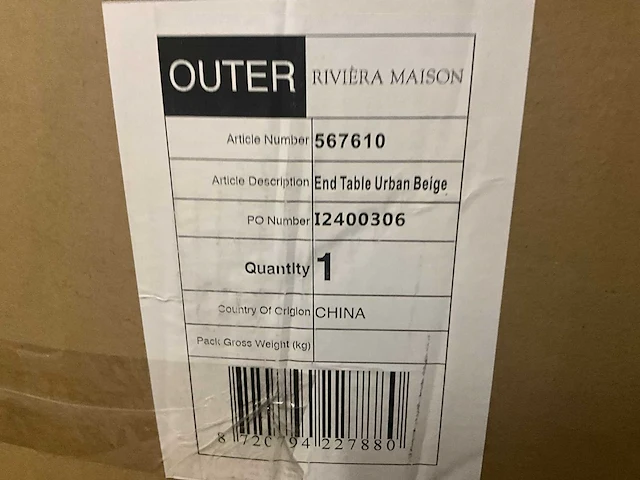 OUTER RIVIÈRA MAISON
Article Number 567610
Article Description End Table Urban Beige
PO Number I2400306
Quantity 1
Country Of Origion CHINA
Pack Gross Weight (kg)
8 720794 227880